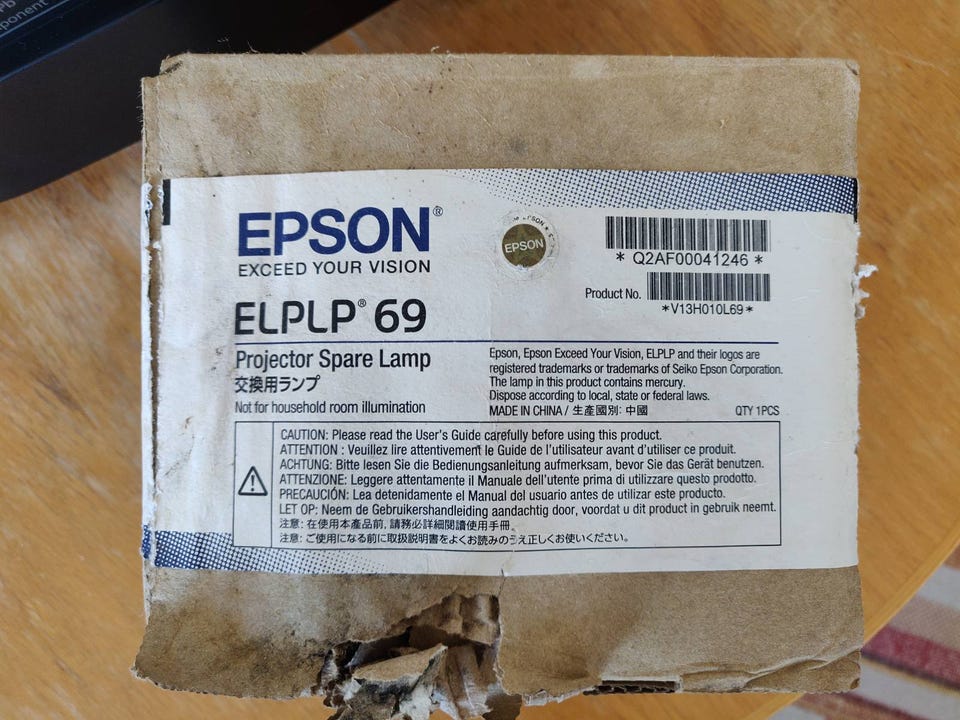 Pb
ponent
EPSON®
EXCEED YOUR VISION
EPSON
* Q2AF00041246 *
Product No.
*V13H010L69*
ELPLP® 69
Projector Spare Lamp
交換用ランプ
Not for household room illumination
Epson, Epson Exceed Your Vision, ELPLP and their logos are
registered trademarks or trademarks of Seiko Epson Corporation.
The lamp in this product contains mercury.
Dispose according to local, state or federal laws.
MADE IN CHINA / 生產國別: 中國
QTY 1PCS
CAUTION: Please read the User's Guide carefully before using this product.
ATTENTION : Veuillez lire attentivement le Guide de l'utilisateur avant d'utiliser ce produit.
ACHTUNG: Bitte lesen Sie die Bedienungsanleitung aufmerksam, bevor Sie das Gerät benutzen.
ATTENZIONE: Leggere attentamente il Manuale dell'utente prima di utilizzare questo prodotto.
PRECAUCIÓN: Lea detenidamente el Manual del usuario antes de utilizar este producto.
LET OP: Neem de Gebruikershandleiding aandachtig door, voordat u dit product in gebruik neemt.
注意: 在使用本產品前, 請務必詳細閱讀使用手冊。
注意: ご使用になる前に取扱説明書をよくお読みのうえ正しくお使いください。